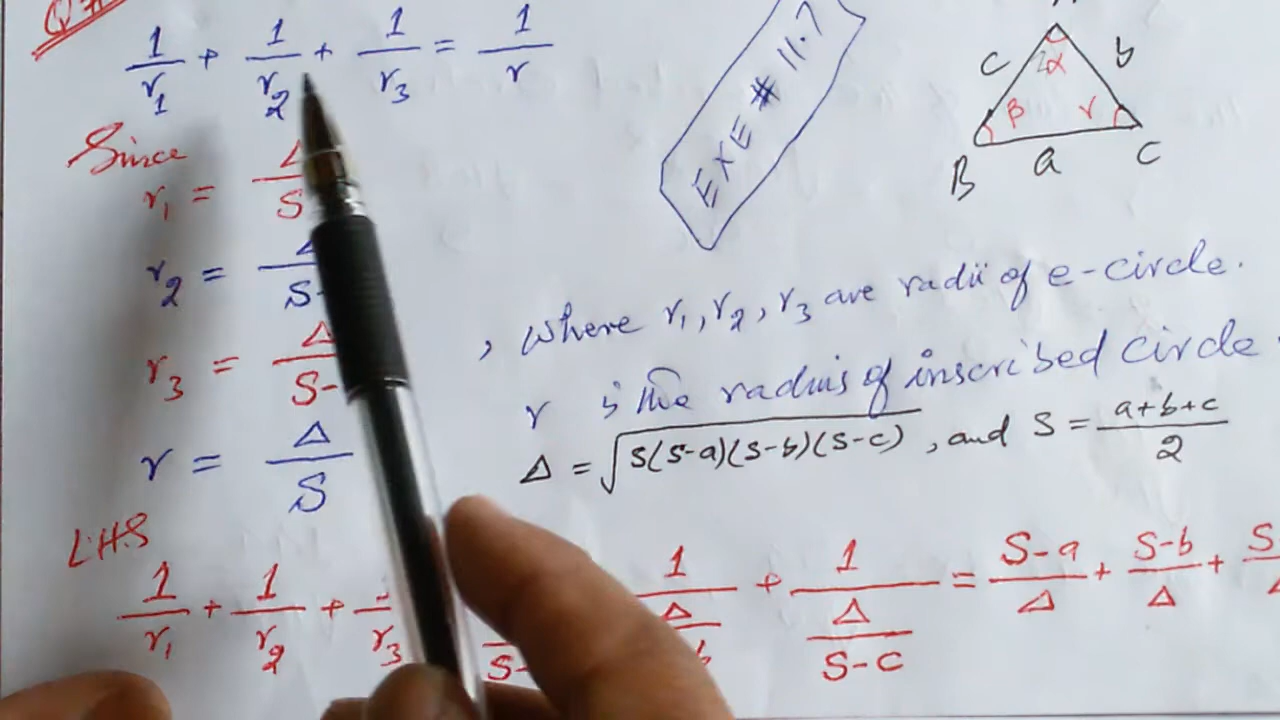 1/r1 + 1/r2 + 1/r3 = 1/r
EXE # 11.7
c b
α
β γ
B a C
Since
r1 = Δ/S
r2 = /S-
, where r1, r2, r3 are radii of e-circle.
r3 = Δ/S-
r is the radius of inscribed circle.
r = Δ/S
Δ = √S(S-a)(S-b)(S-c) , and S = a+b+c/2
LHS
1/r1 + 1/r2 + /r3 /S- 1/Δ/b + 1/Δ/S-c = S-a/Δ + S-b/Δ + S